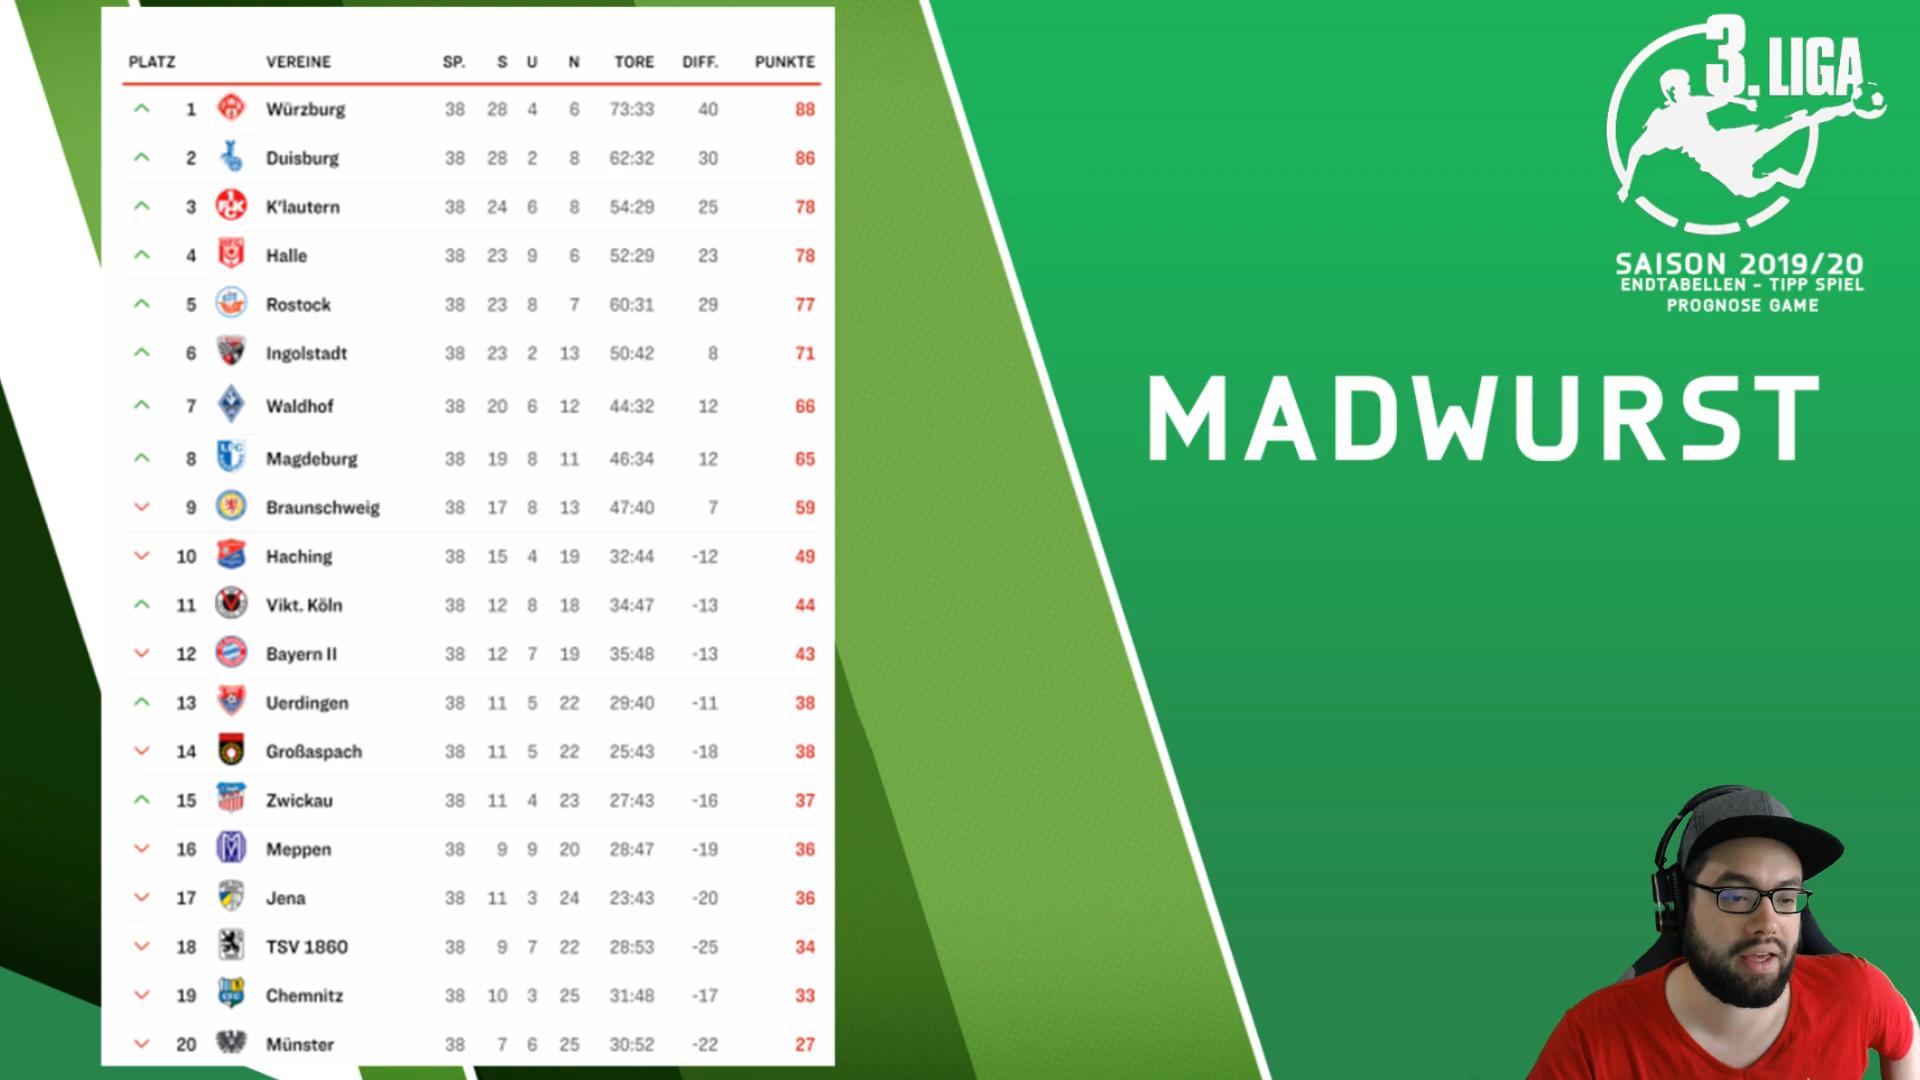 PLATZ VEREINE SP. S U N TORE DIFF. PUNKTE
1 Würzburg 38 28 4 6 73:33 40 88
2 Duisburg 38 28 2 8 62:32 30 86
3 K'lautern 38 24 6 8 54:29 25 78
4 Halle 38 23 9 6 52:29 23 78
5 Rostock 38 23 8 7 60:31 29 77
6 Ingolstadt 38 23 2 13 50:42 8 71
7 Waldhof 38 20 6 12 44:32 12 66
8 Magdeburg 38 19 8 11 46:34 12 65
9 Braunschweig 38 17 8 13 47:40 7 59
10 Haching 38 15 4 19 32:44 -12 49
11 Vikt. Köln 38 12 8 18 34:47 -13 44
12 Bayern II 38 12 7 19 35:48 -13 43
13 Uerdingen 38 11 5 22 29:40 -11 38
14 Großaspach 38 11 5 22 25:43 -18 38
15 Zwickau 38 11 4 23 27:43 -16 37
16 Meppen 38 9 9 20 28:47 -19 36
17 Jena 38 11 3 24 23:43 -20 36
18 TSV 1860 38 9 7 22 28:53 -25 34
19 Chemnitz 38 10 3 25 31:48 -17 33
20 Münster 38 7 6 25 30:52 -22 27
3. LIGA
SAISON 2019/20
ENDTABELLEN - TIPP SPIEL
PROGNOSE GAME
MADWURST